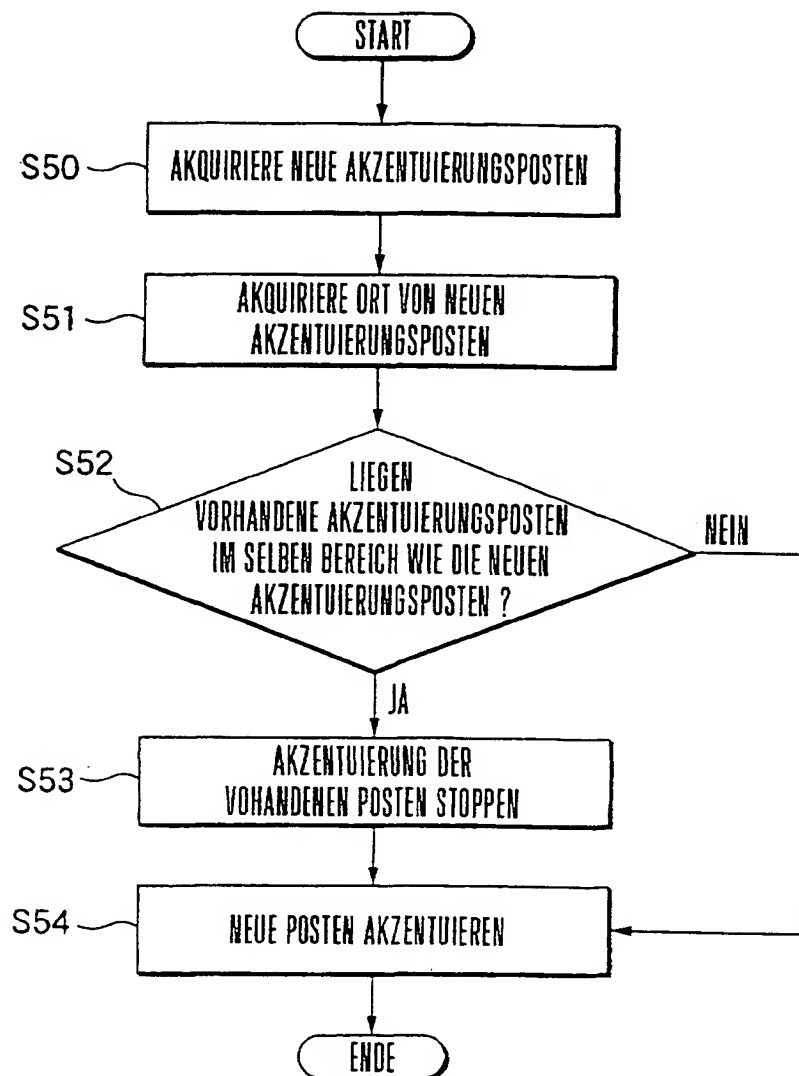 START
S50
AKQUIRIERE NEUE AKZENTUIERUNGSPOSTEN
S51
AKQUIRIERE ORT VON NEUEN
AKZENTUIERUNGSPOSTEN
S52
LIEGEN
VORHANDENE AKZENTUIERUNGSPOSTEN
IM SELBEN BEREICH WIE DIE NEUEN
AKZENTUIERUNGSPOSTEN ?
NEIN
JA
S53
AKZENTUIERUNG DER
VOHANDENEN POSTEN STOPPEN
S54
NEUE POSTEN AKZENTUIEREN
ENDE